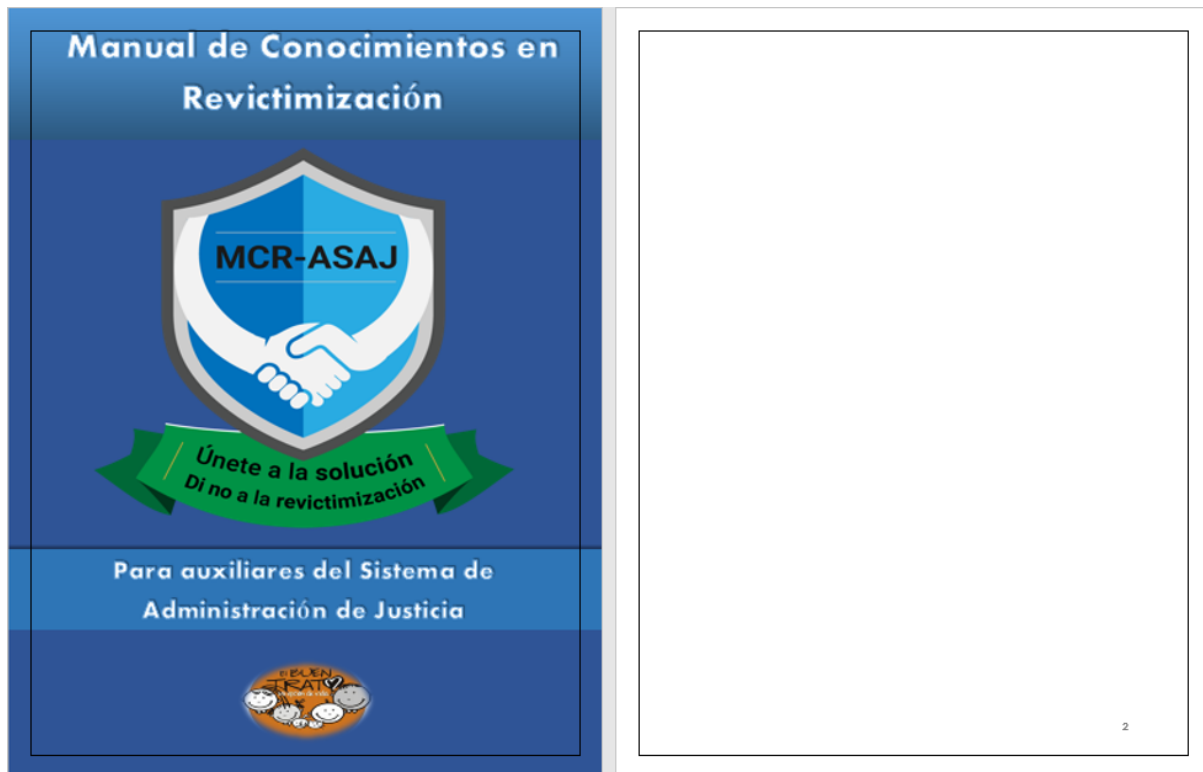 Manual de Conocimientos en
Revictimización
MCR-ASAJ
Únete a la solución
Di no a la revictimización
Para auxiliares del Sistema de
Administración de Justicia
BUEN
TRATO
2